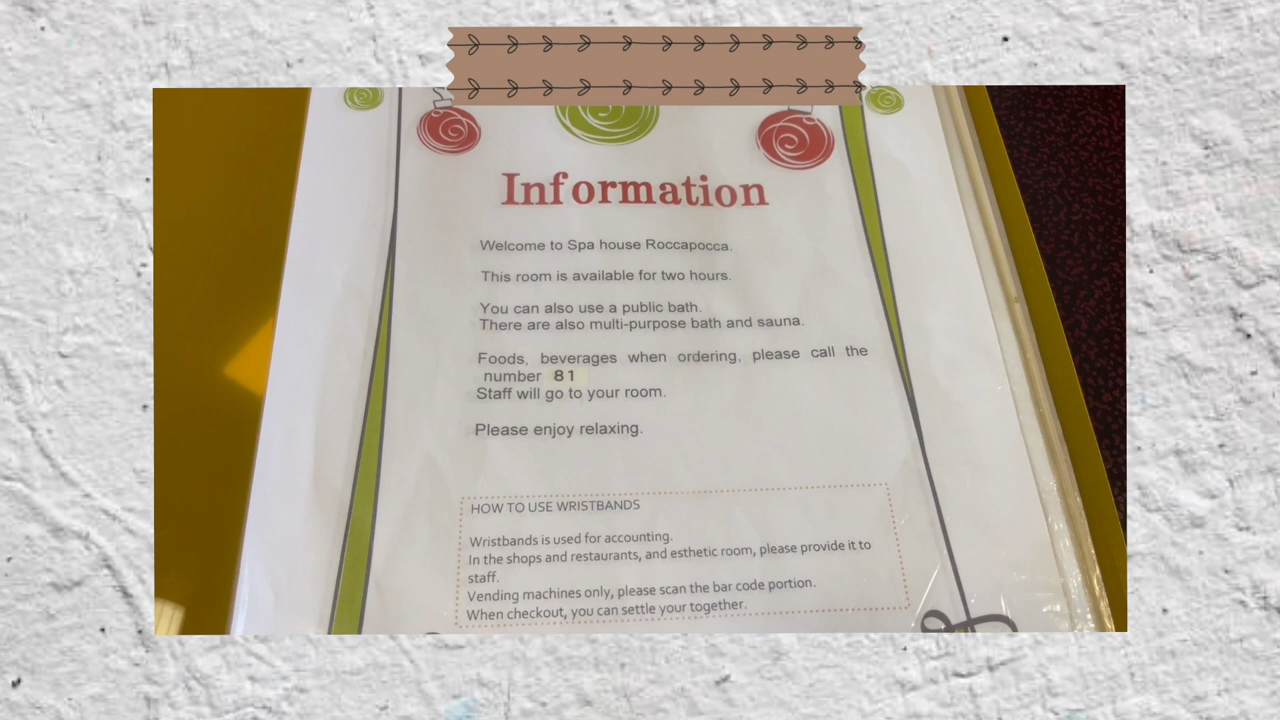 Information
Welcome to Spa house Roccapocca.
This room is available for two hours.
You can also use a public bath.
There are also multi-purpose bath and sauna.
Foods, beverages when ordering, please call the
number 81
Staff will go to your room.
Please enjoy relaxing.
HOW TO USE WRISTBANDS
Wristbands is used for accounting.
In the shops and restaurants, and esthetic room, please provide it to
staff.
Vending machines only, please scan the bar code portion.
When checkout, you can settle your together.